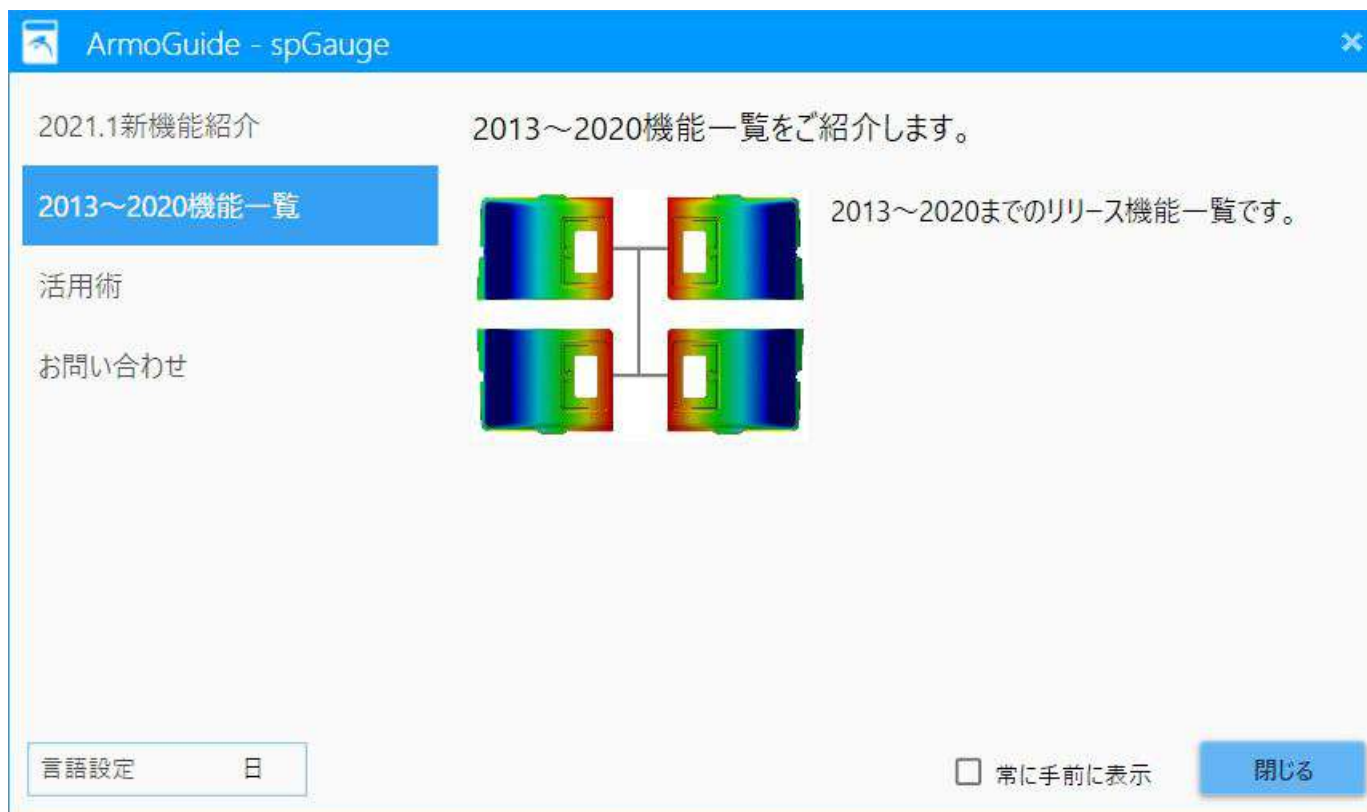 ArmoGuide - spGauge
2021.1新機能紹介
2013～2020機能一覧
活用術
お問い合わせ
2013～2020機能一覧をご紹介します。
2013～2020までのリリース機能一覧です。
言語設定 日
常に手前に表示
閉じる